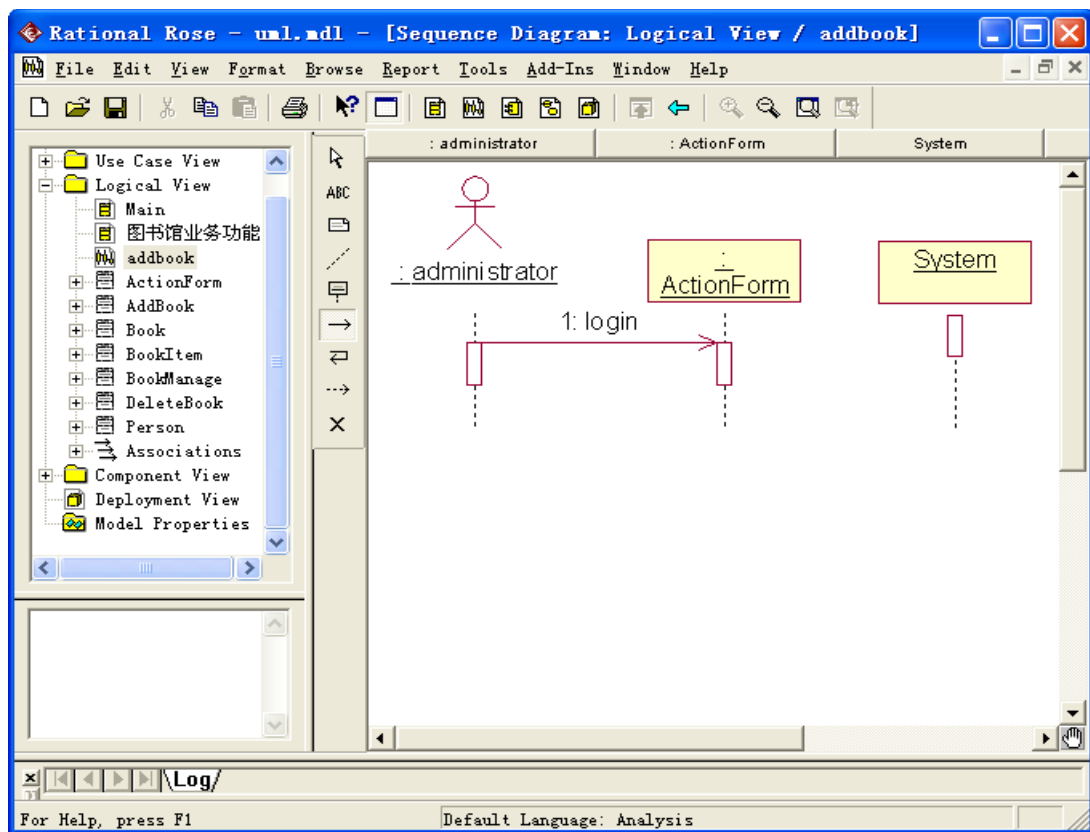 Rational Rose - uml.mdl - [Sequence Diagram: Logical View / addbook]
File Edit View Format Browse Report Tools Add-Ins Window Help
: administrator : ActionForm System
Use Case View
Logical View
Main
图书馆业务功能
addbook
ActionForm
AddBook
Book
BookItem
BookManage
DeleteBook
Person
Associations
Component View
Deployment View
Model Properties
ABC
: administrator
:
ActionForm
System
1: login
Log
For Help, press F1
Default Language: Analysis